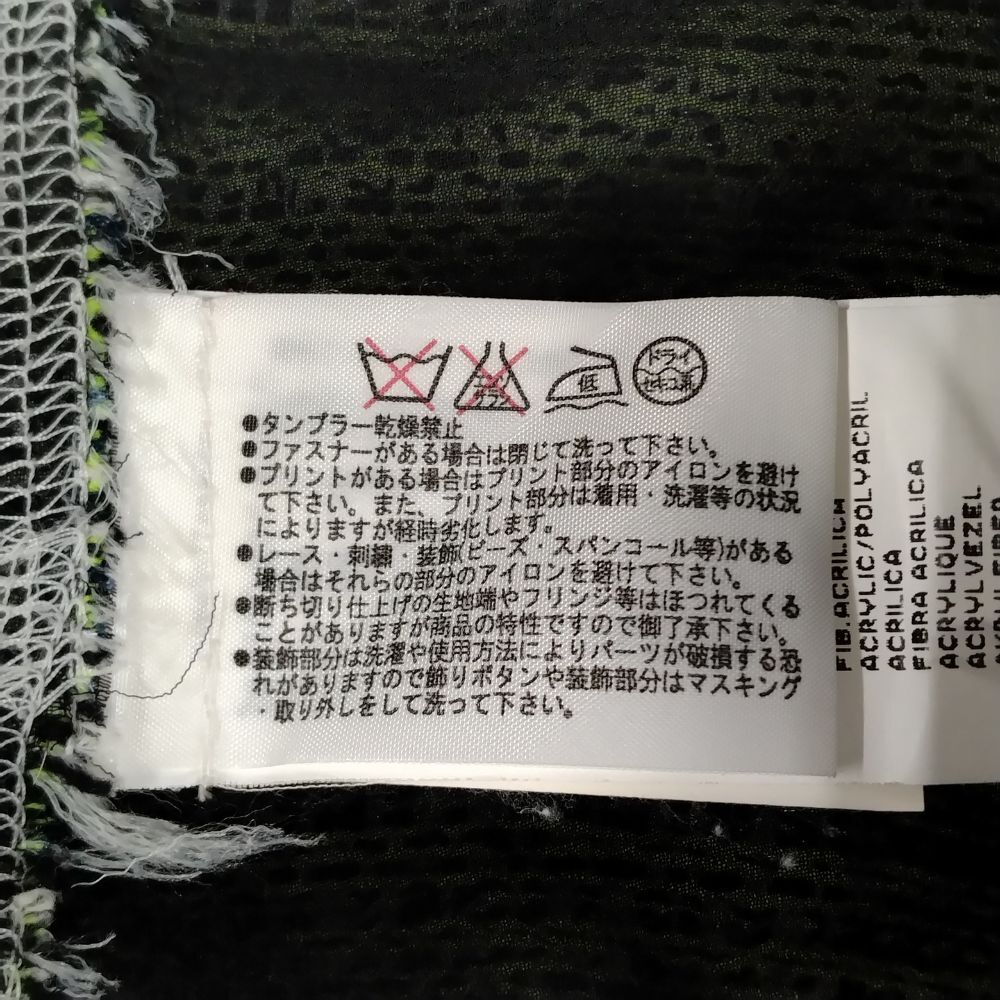 エンソ
サラシ
低
ドライ
セキユ系
●タンブラー乾燥禁止
●ファスナーがある場合は閉じて洗って下さい。
●プリントがある場合はプリント部分のアイロンを避け
て下さい。また、プリント部分は着用・洗濯等の状況
によりますが経時劣化します。
●レース・刺繍・装飾(ビーズ・スパンコール等)がある
場合はそれらの部分のアイロンを避けて下さい。
●断ち切り仕上げの生地端やフリンジ等はほつれてくる
ことがありますが商品の特性ですので御了承下さい。
●装飾部分は洗濯や使用方法によりパーツが破損する恐
れがありますので飾りボタンや装飾部分はマスキング
・取り外しをして洗って下さい。
FIB.ACRILICA
ACRYLIC/POLYACRIL
ACRILICA
FIBRA ACRILICA
ACRYLIQUE
ACRYLVEZEL